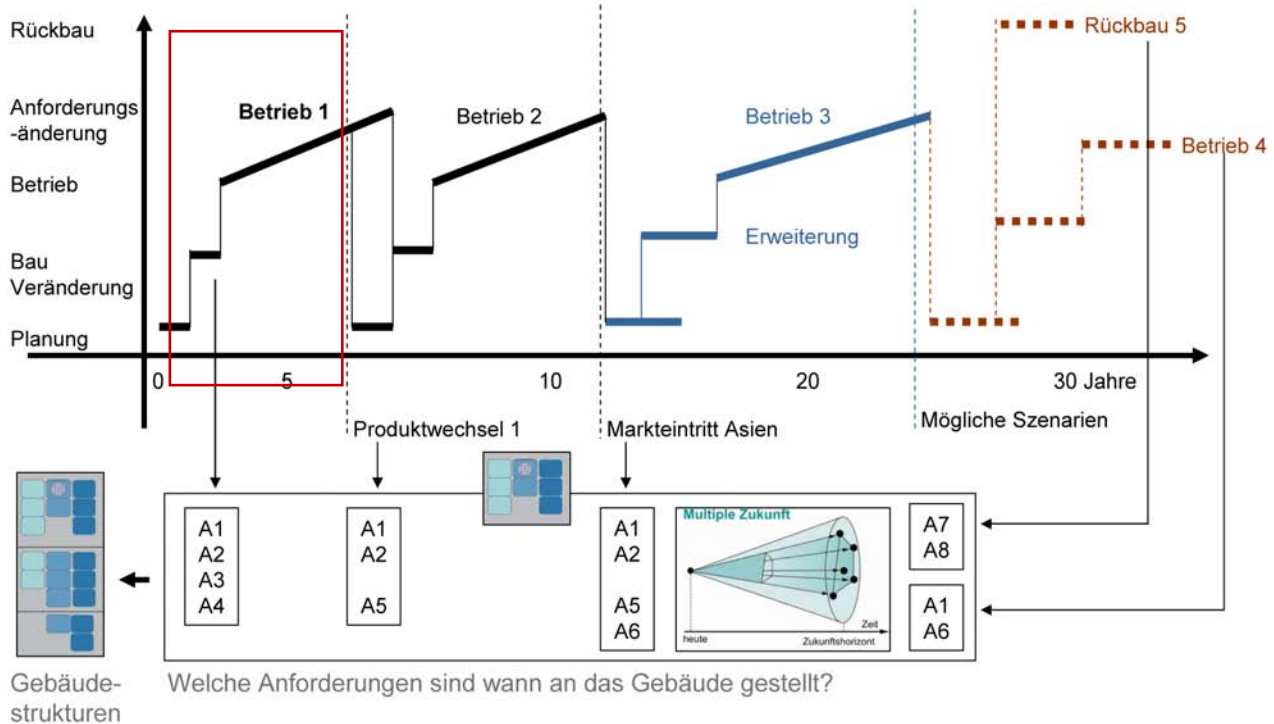 Rückbau
Rückbau 5
Anforderungs
-änderung
Betrieb 1
Betrieb 2
Betrieb 3
Betrieb 4
Betrieb
Erweiterung
Bau
Veränderung
Planung
0
5
10
20
30 Jahre
Produktwechsel 1
Markteintritt Asien
Mögliche Szenarien
A1
A2
A3
A4
A1
A2
A5
A1
A2
A5
A6
Multiple Zukunft
heute
Zeit
Zukunftshorizont
A7
A8
A1
A6
Gebäude-
strukturen
Welche Anforderungen sind wann an das Gebäude gestellt?